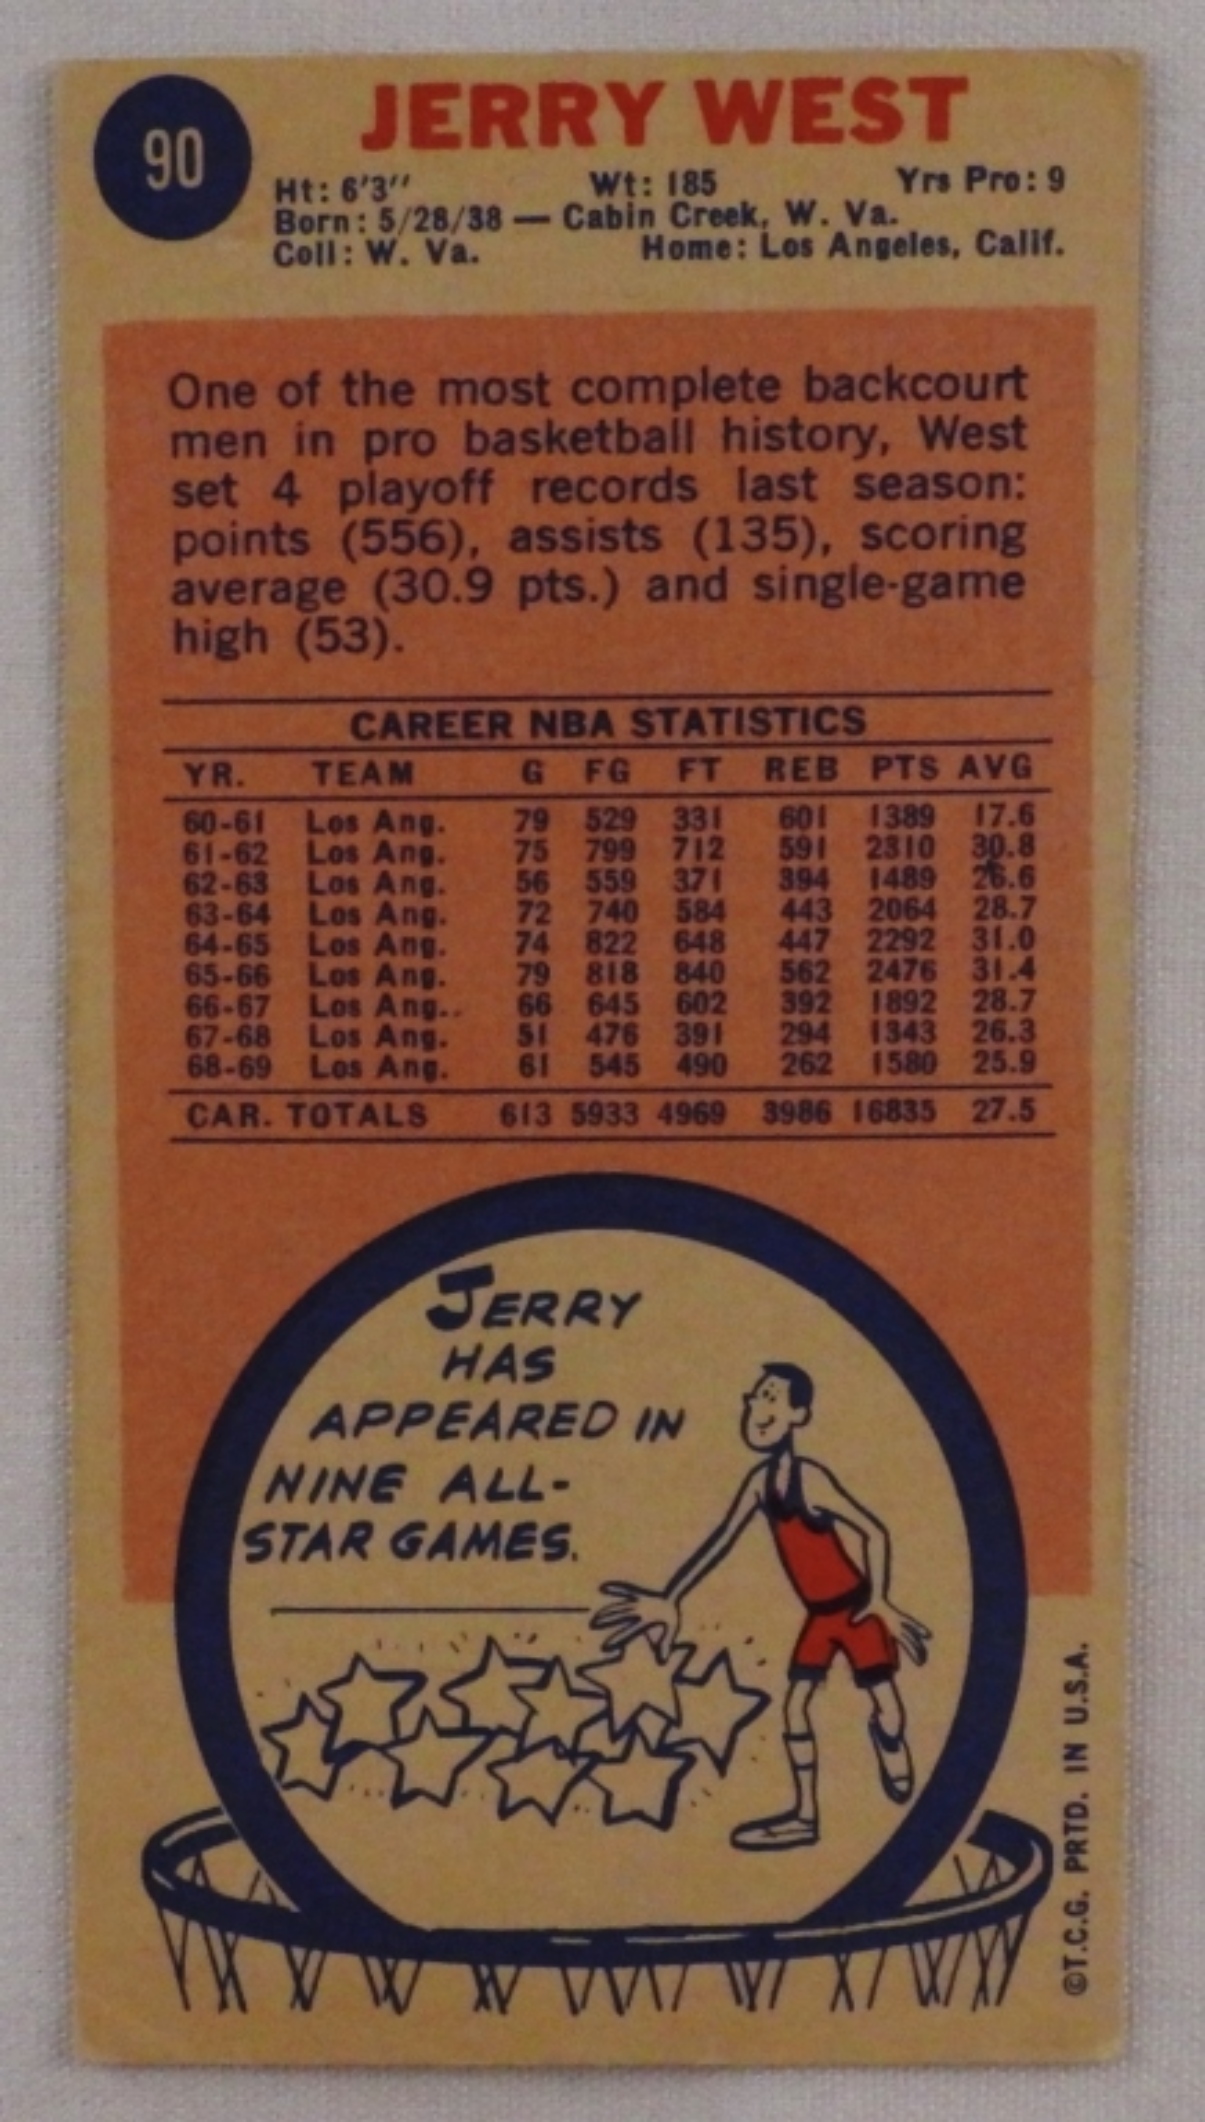 90
JERRY WEST
Ht: 6'3" Wt: 185 Yrs Pro: 9
Born: 5/28/38 — Cabin Creek, W. Va.
Coll: W. Va. Home: Los Angeles, Calif.
One of the most complete backcourt
men in pro basketball history, West
set 4 playoff records last season:
points (556), assists (135), scoring
average (30.9 pts.) and single-game
high (53).
CAREER NBA STATISTICS
YR. TEAM G FG FT REB PTS AVG
60-61 Los Ang. 79 529 331 601 1389 17.6
61-62 Los Ang. 75 799 712 591 2310 30.8
62-63 Los Ang. 56 559 371 394 1489 26.6
63-64 Los Ang. 72 740 584 443 2064 28.7
64-65 Los Ang. 74 822 648 447 2292 31.0
65-66 Los Ang. 79 818 840 562 2476 31.4
66-67 Los Ang.. 66 645 602 392 1892 28.7
67-68 Los Ang. 51 476 391 294 1343 26.3
68-69 Los Ang. 61 545 490 262 1580 25.9
CAR. TOTALS 613 5933 4969 3986 16835 27.5
JERRY
HAS
APPEARED IN
NINE ALL-
STAR GAMES.
©T.C.G. PRTD. IN U.S.A.